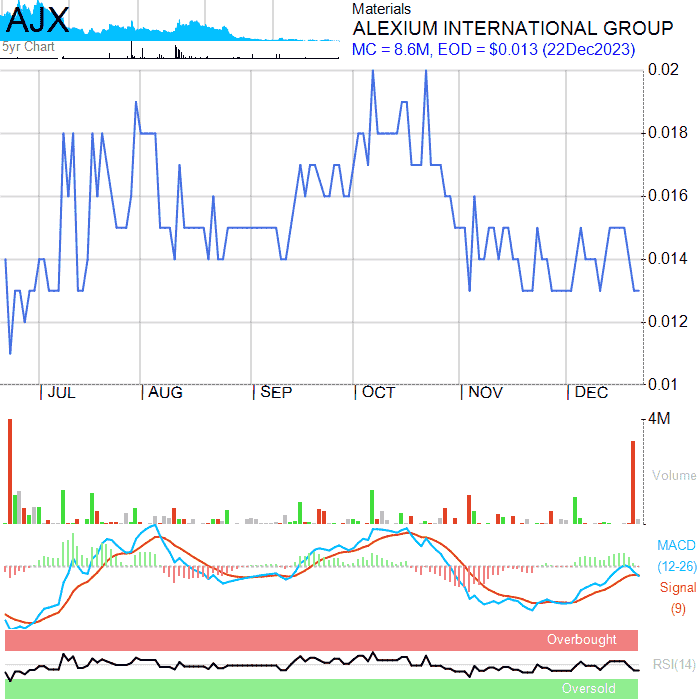 AJX
5yr Chart
Materials
ALEXIUM INTERNATIONAL GROUP
MC = 8.6M, EOD = $0.013 (22Dec2023)
0.02
0.018
0.016
0.014
0.012
0.01
JUL AUG SEP OCT NOV DEC
4M
Volume
MACD
(12-26)
Signal
(9)
Overbought
RSI(14)
Oversold